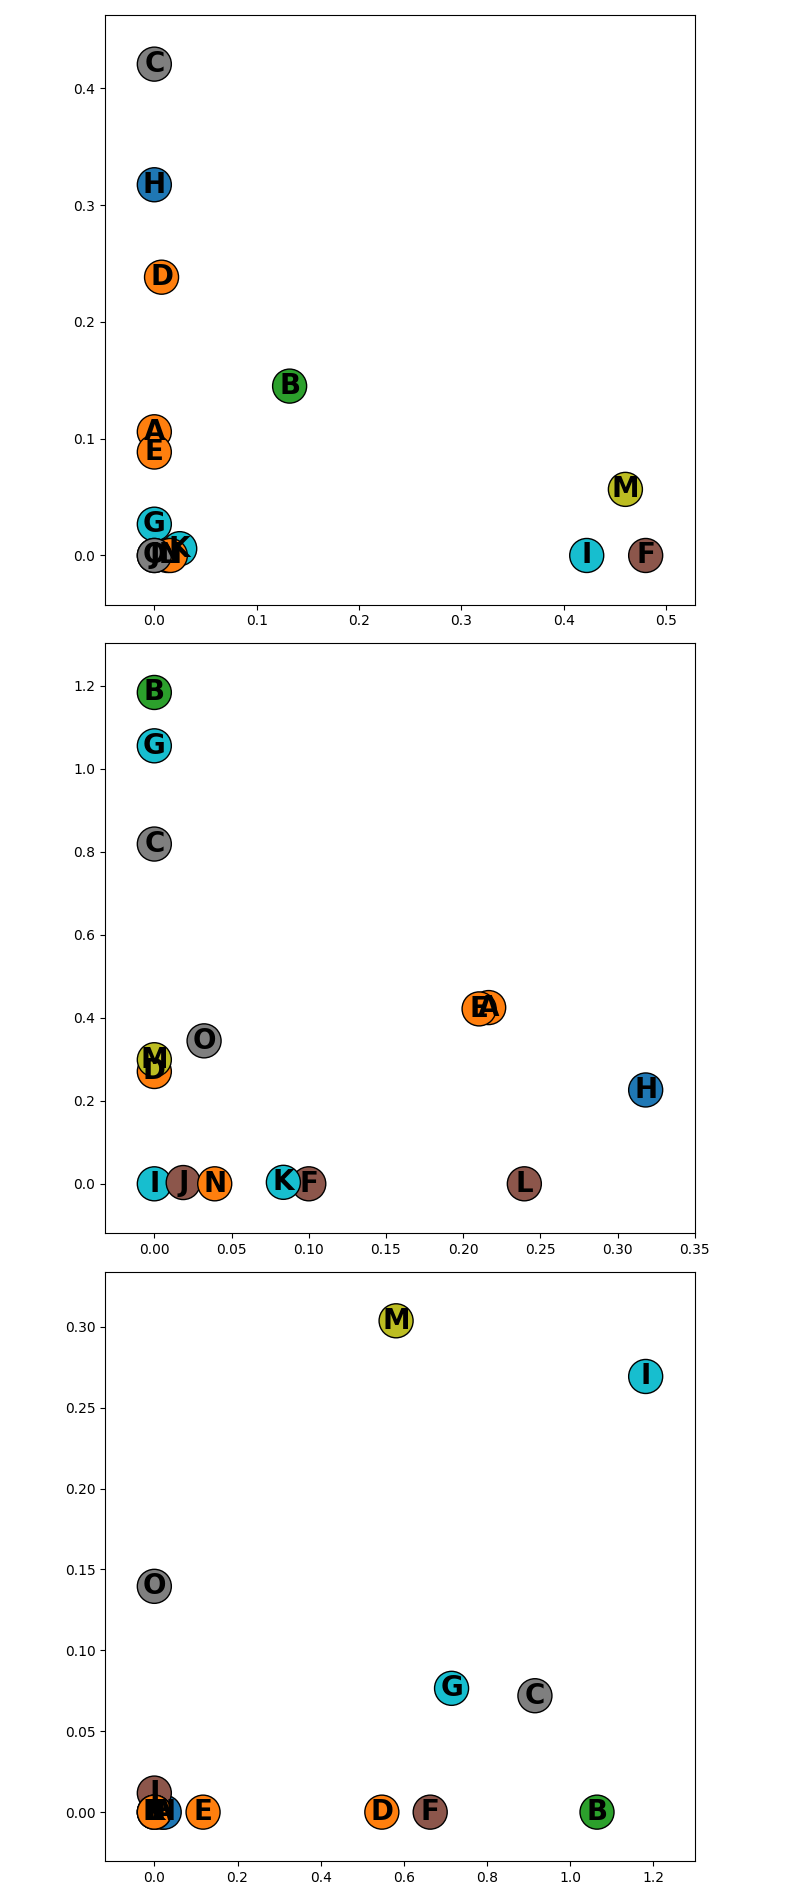 C
0.4
H
0.3
D
0.2
B
A
0.1
E
M
G
K
0.0
I
F
0.0 0.1 0.2 0.3 0.4 0.5
1.2
B
G
1.0
C
0.8
0.6
E A
0.4
O
M
D
H
0.2
0.0
I J N K F L
0.00 0.05 0.10 0.15 0.20 0.25 0.30 0.35
M
0.30
I
0.25
0.20
0.15
O
0.10
G C
0.05
0.00
E D F B
0.0 0.2 0.4 0.6 0.8 1.0 1.2